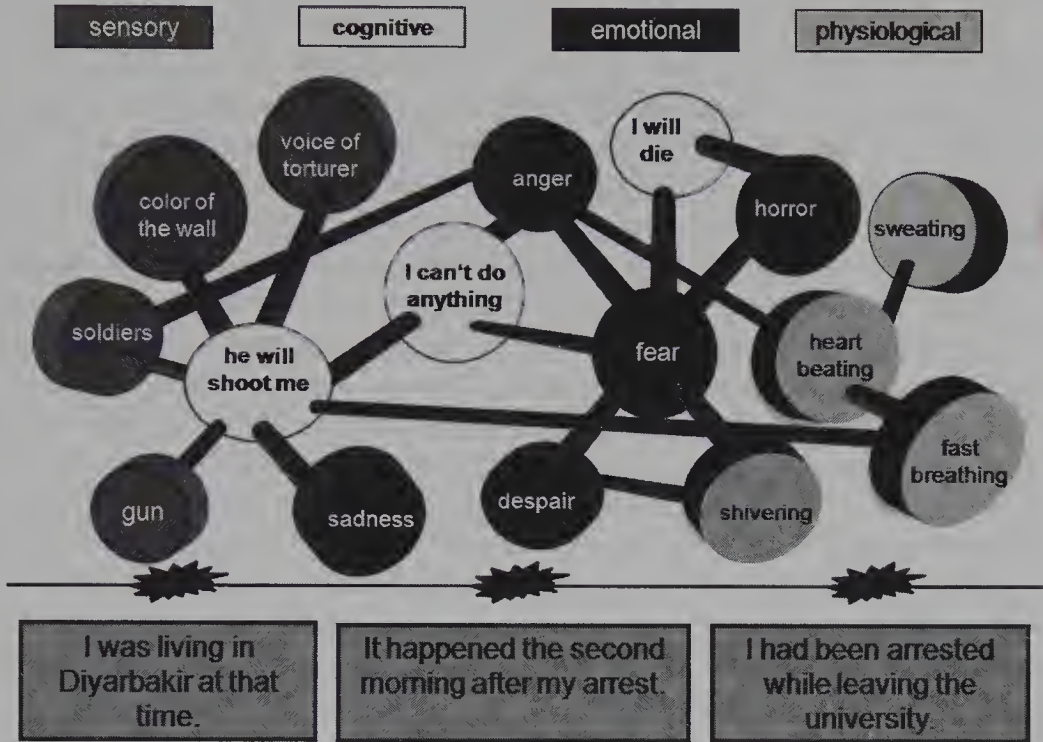 sensory
cognitive
emotional
physiological
voice of
torturer
color of
the wall
soldiers
he will
shoot me
gun
sadness
I can't do
anything
anger
I will
die
horror
fear
despair
sweating
heart
beating
fast
breathing
shivering
I was living in
Diyarbakir at that
time.
It happened the second
morning after my arrest.
I had been arrested
while leaving the
university.